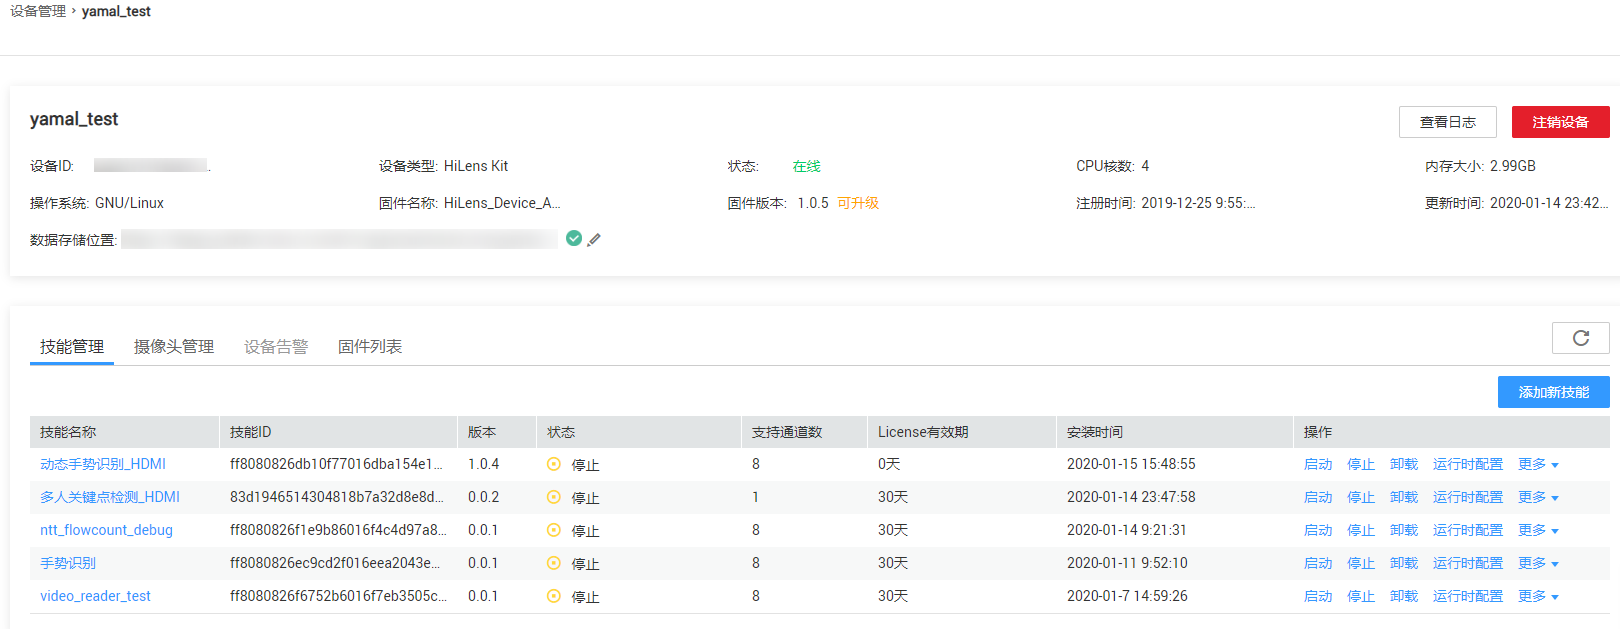 设备管理 › yamal_test
yamal_test
查看日志 注销设备
设备ID: 设备类型: HiLens Kit 状态: 在线 CPU核数: 4 内存大小: 2.99GB
操作系统: GNU/Linux 固件名称: HiLens_Device_A... 固件版本: 1.0.5 可升级 注册时间: 2019-12-25 9:55:... 更新时间: 2020-01-14 23:42...
数据存储位置:
技能管理 摄像头管理 设备告警 固件列表
添加新技能
技能名称 技能ID 版本 状态 支持通道数 License有效期 安装时间 操作
动态手势识别_HDMI ff8080826db10f77016dba154e1... 1.0.4 停止 8 0天 2020-01-15 15:48:55 启动 停止 卸载 运行时配置 更多
多人关键点检测_HDMI 83d1946514304818b7a32d8e8d... 0.0.2 停止 1 30天 2020-01-14 23:47:58 启动 停止 卸载 运行时配置 更多
ntt_flowcount_debug ff8080826f1e9b86016f4c4d97a8... 0.0.1 停止 8 30天 2020-01-14 9:21:31 启动 停止 卸载 运行时配置 更多
手势识别 ff8080826ec9cd2f016eea2043e... 0.0.1 停止 8 30天 2020-01-11 9:52:10 启动 停止 卸载 运行时配置 更多
video_reader_test ff8080826f6752b6016f7eb3505c... 0.0.1 停止 8 30天 2020-01-7 14:59:26 启动 停止 卸载 运行时配置 更多